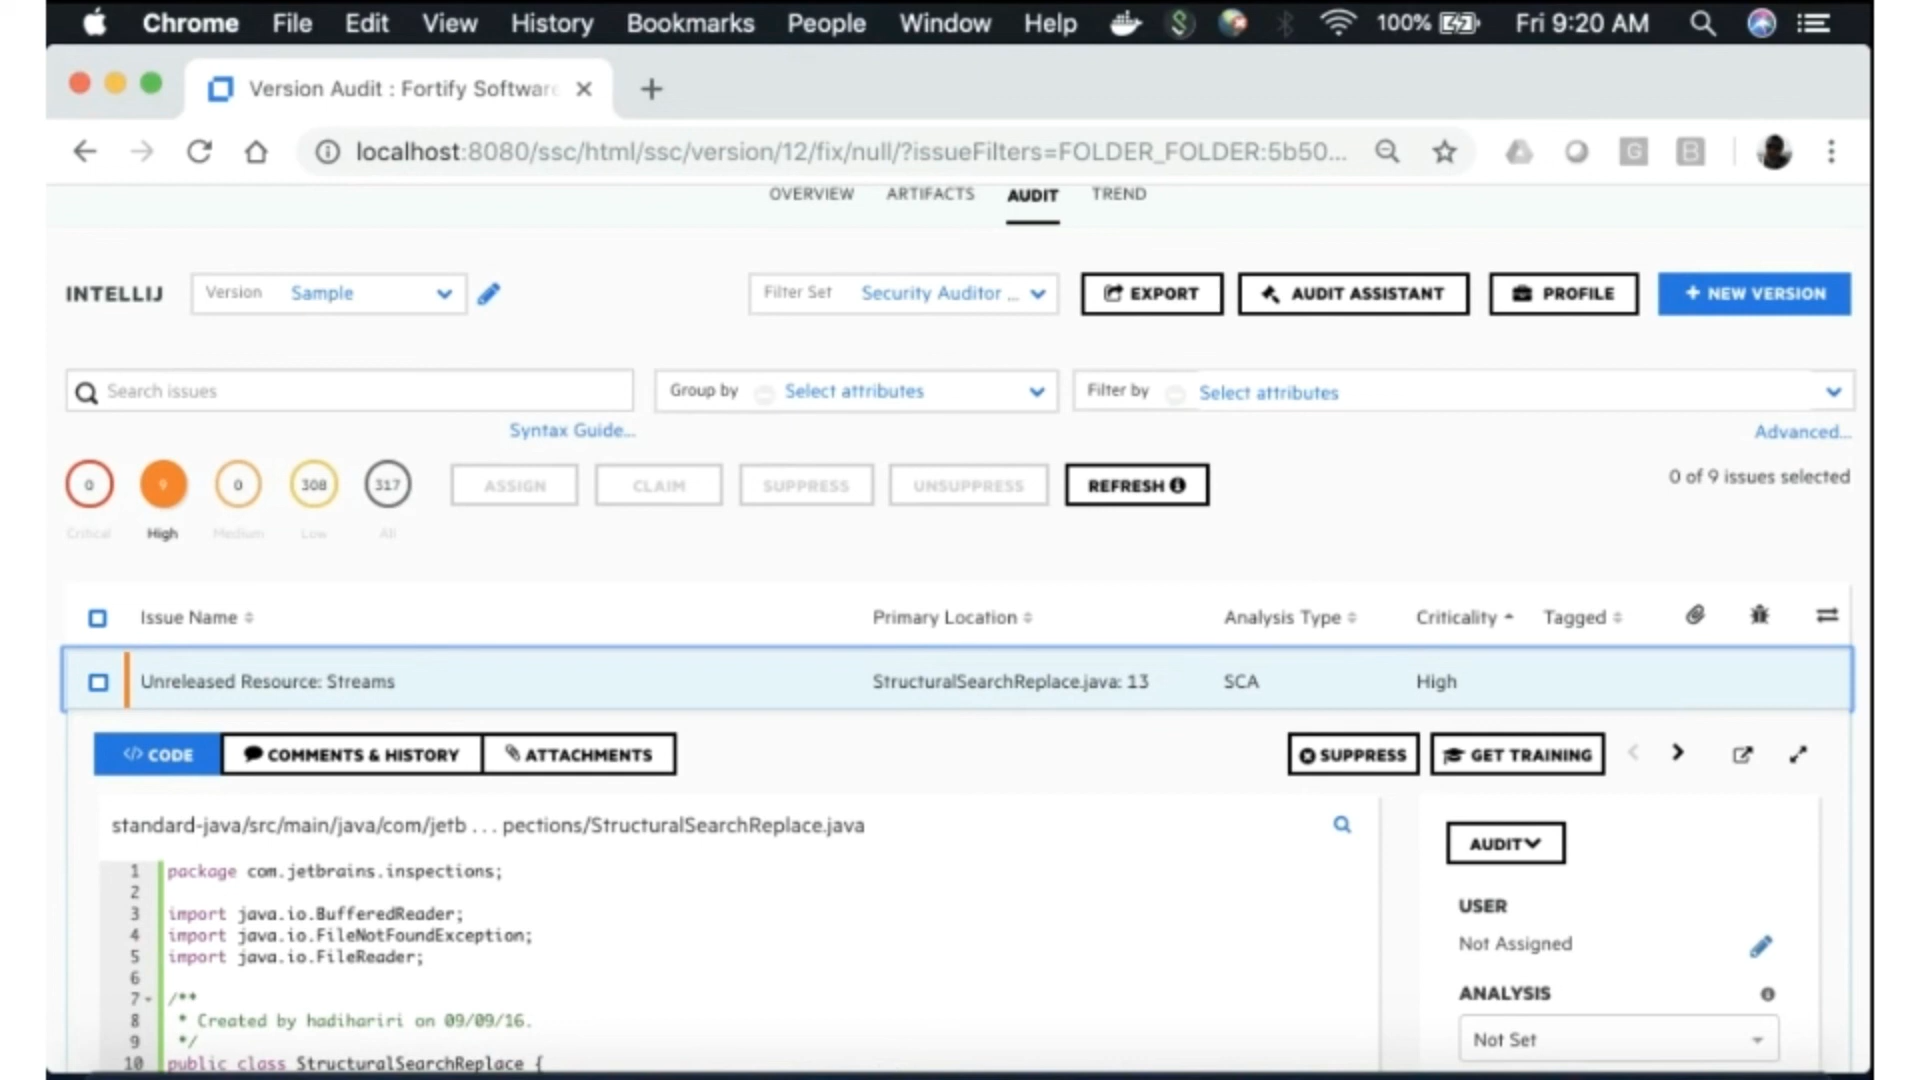 Chrome File Edit View History Bookmarks People Window Help 100% Fri 9:20 AM
Version Audit : Fortify Software
localhost:8080/ssc/html/ssc/version/12/fix/null/?issueFilters=FOLDER_FOLDER:5b50...
OVERVIEW ARTIFACTS AUDIT TREND
INTELLIJ Version Sample Filter Set Security Auditor ... EXPORT AUDIT ASSISTANT PROFILE + NEW VERSION
Search issues Group by Select attributes Filter by Select attributes
Syntax Guide... Advanced...
0 9 0 308 317 ASSIGN CLAIM SUPPRESS UNSUPPRESS REFRESH 0 of 9 issues selected
Critical High Medium Low All
Issue Name Primary Location Analysis Type Criticality Tagged
Unreleased Resource: Streams StructuralSearchReplace.java: 13 SCA High
</> CODE COMMENTS & HISTORY ATTACHMENTS SUPPRESS GET TRAINING
standard-java/src/main/java/com/jetb ... pections/StructuralSearchReplace.java
AUDIT
1 package com.jetbrains.inspections;
2
3 import java.io.BufferedReader;
4 import java.io.FileNotFoundException;
5 import java.io.FileReader;
6
7 /**
8 * Created by hadihariri on 09/09/16.
9 */
10 public class StructuralSearchReplace {
USER
Not Assigned
ANALYSIS
Not Set